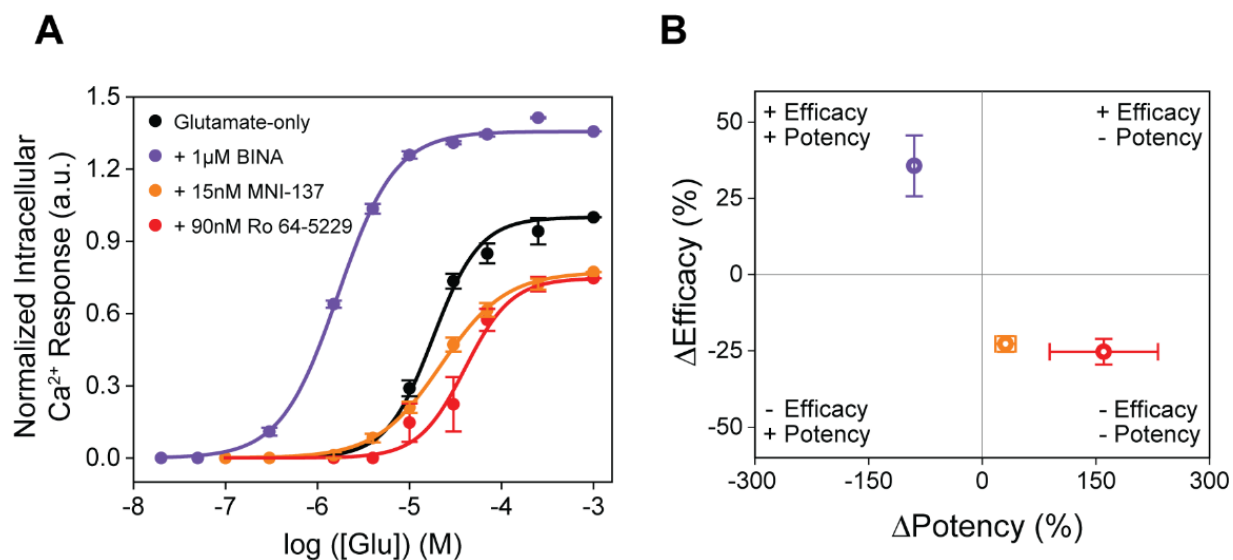 A
Normalized Intracellular
Ca²⁺ Response (a.u.)
1.5
1.2
0.9
0.6
0.3
0.0
Glutamate-only
+ 1µM BINA
+ 15nM MNI-137
+ 90nM Ro 64-5229
-8
-7
-6
-5
-4
-3
log ([Glu]) (M)
B
ΔEfficacy (%)
50
25
0
-25
-50
+ Efficacy
+ Potency
+ Efficacy
- Potency
- Efficacy
+ Potency
- Efficacy
- Potency
-300
-150
0
150
300
ΔPotency (%)